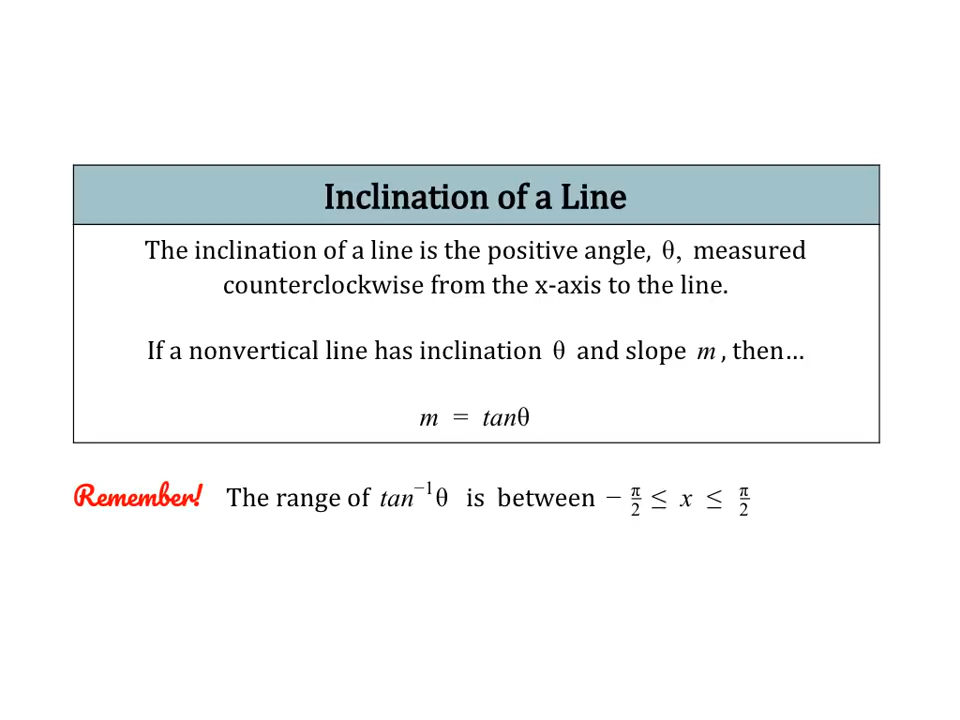 Inclination of a Line
The inclination of a line is the positive angle, θ, measured
counterclockwise from the x-axis to the line.
If a nonvertical line has inclination θ and slope m , then…
m = tanθ
Remember! The range of tan⁻¹θ is between − π/2 ≤ x ≤ π/2